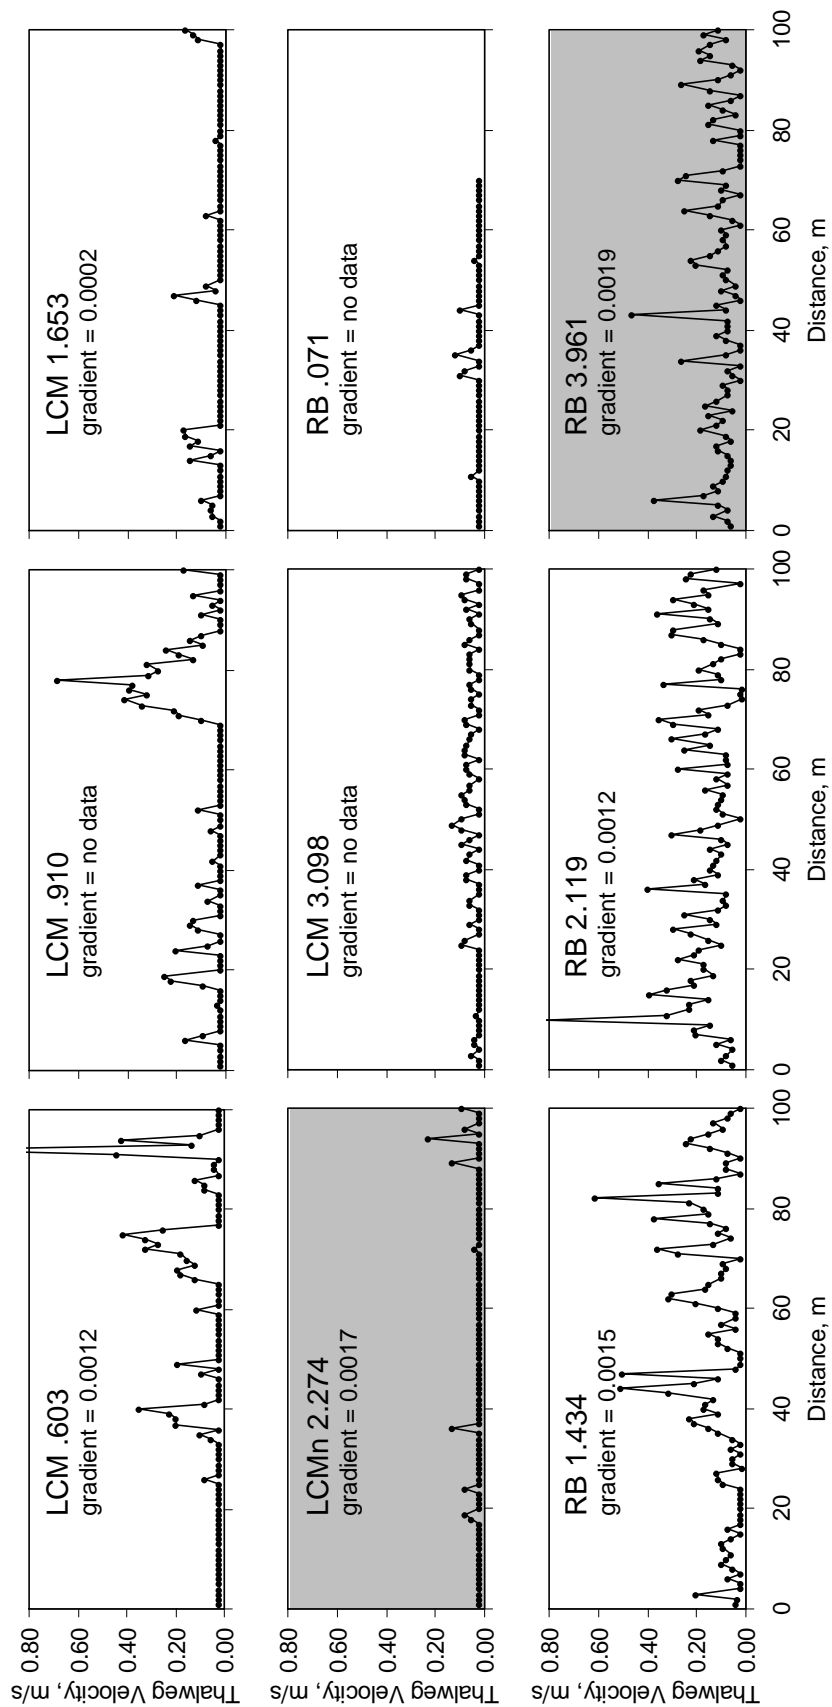 Thalweg Velocity, m/s
0.80
0.60
0.40
0.20
0.00
LCM .603
gradient = 0.0012
LCM .910
gradient = no data
LCM 1.653
gradient = 0.0002
Thalweg Velocity, m/s
0.80
0.60
0.40
0.20
0.00
LCMn 2.274
gradient = 0.0017
LCM 3.098
gradient = no data
RB .071
gradient = no data
Thalweg Velocity, m/s
0.80
0.60
0.40
0.20
0.00
RB 1.434
gradient = 0.0015
RB 2.119
gradient = 0.0012
RB 3.961
gradient = 0.0019
0 20 40 60 80 100
0 20 40 60 80 100
0 20 40 60 80 100
Distance, m
Distance, m
Distance, m